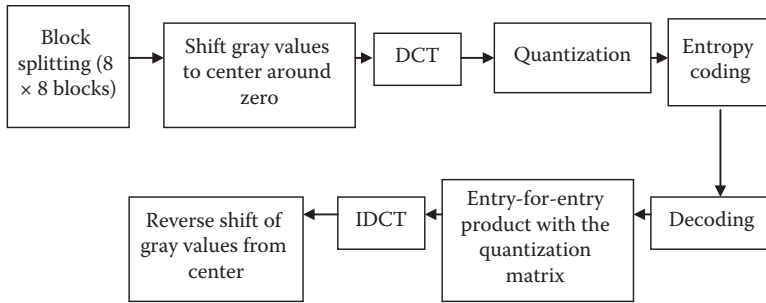 Block
splitting (8
× 8 blocks)
Shift gray values
to center around
zero
DCT
Quantization
Entropy
coding
Reverse shift of
gray values from
center
IDCT
Entry-for-entry
product with the
quantization
matrix
Decoding